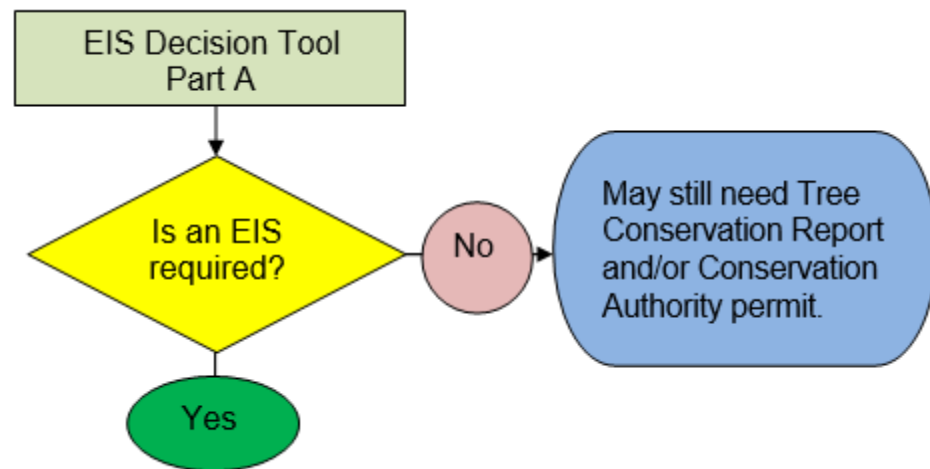 EIS Decision Tool
Part A
Is an EIS
required?
No
May still need Tree
Conservation Report
and/or Conservation
Authority permit.
Yes